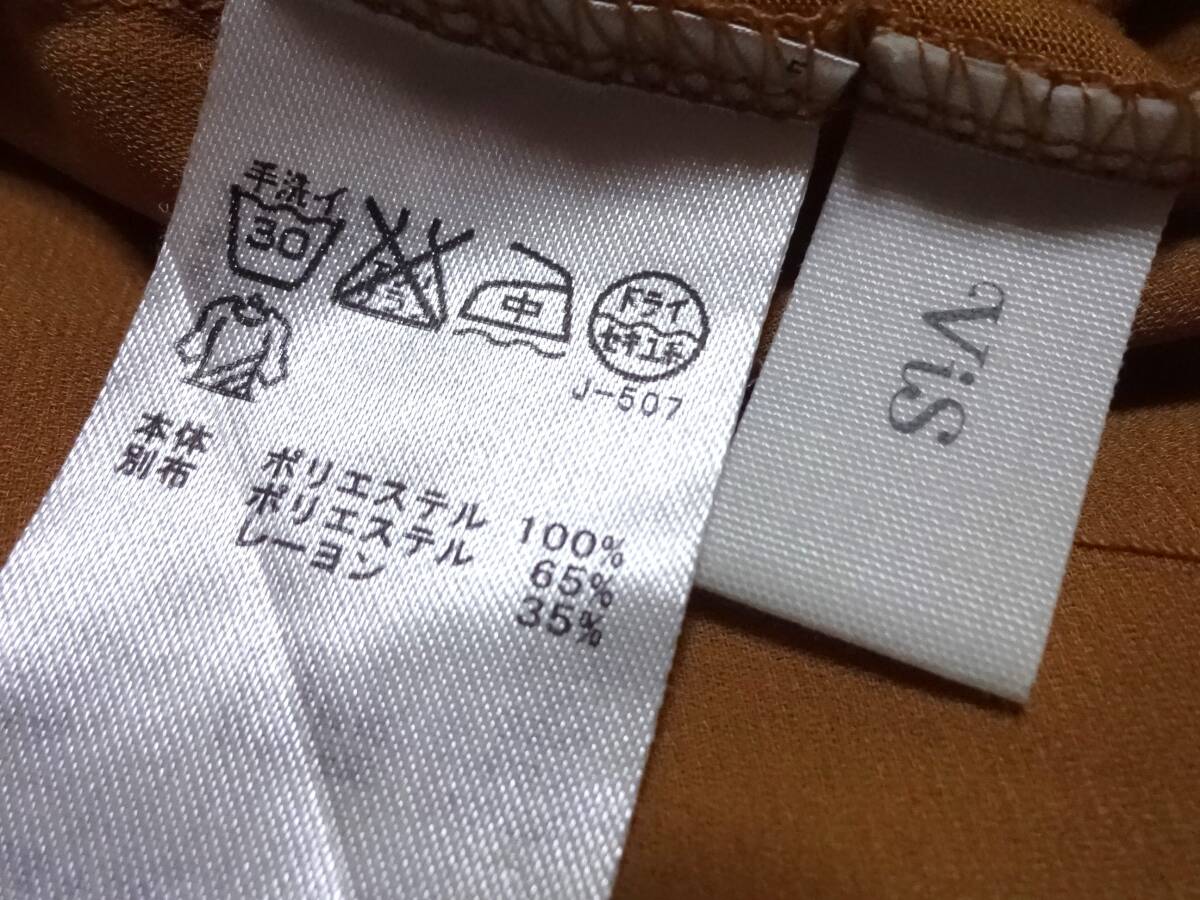 手洗イ
30
中
ドライ
セキユ系
J-507
本体 ポリエステル 100%
別布 ポリエステル 65%
レーヨン 35%
ViS